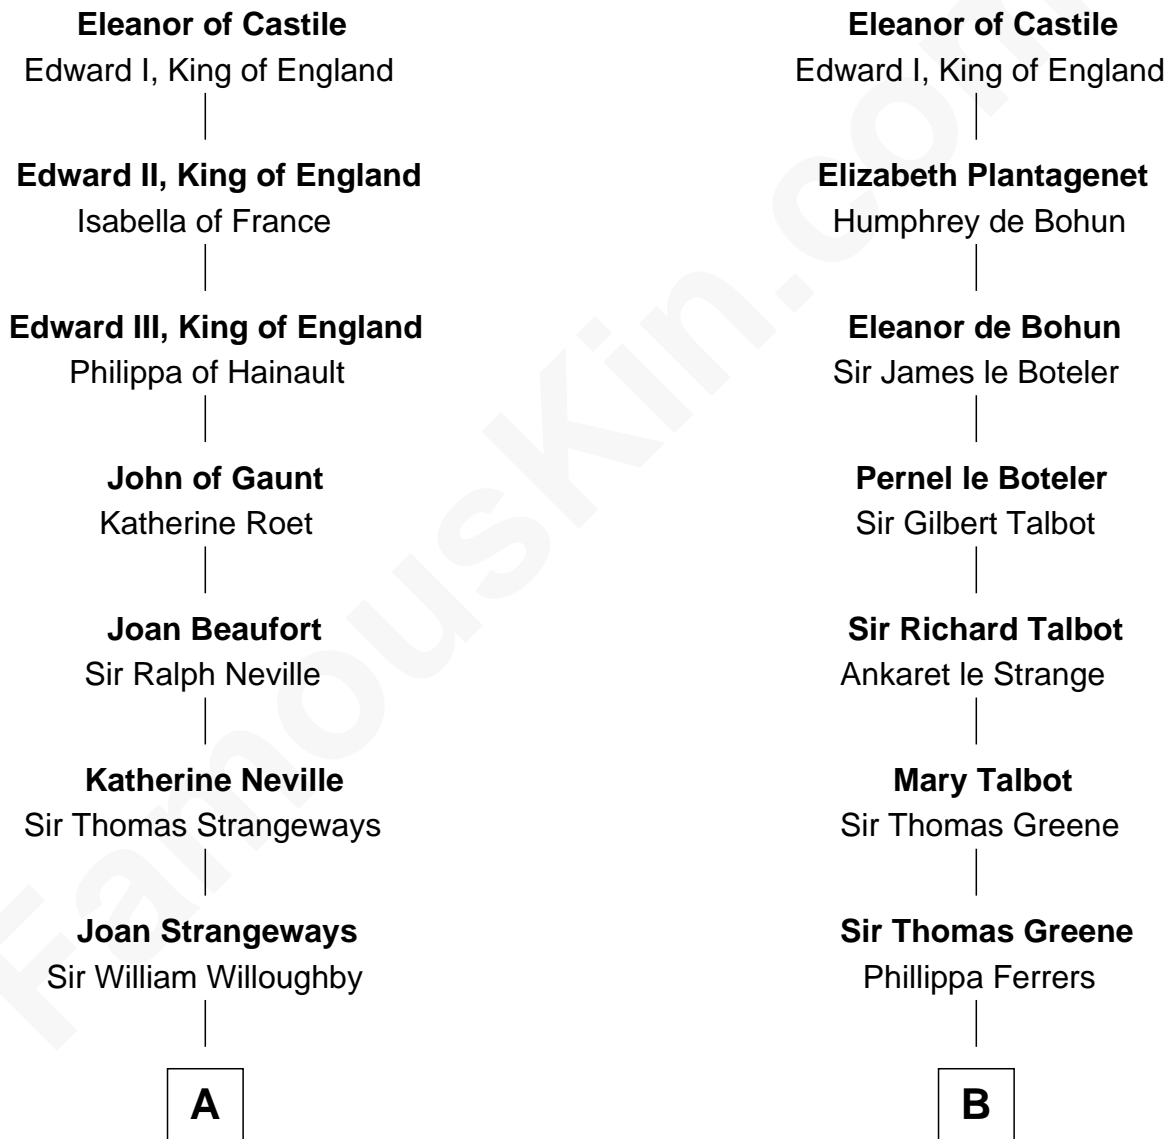 Eleanor of Castile
Edward I, King of England
Edward II, King of England
Isabella of France
Edward III, King of England
Philippa of Hainault
John of Gaunt
Katherine Roet
Joan Beaufort
Sir Ralph Neville
Katherine Neville
Sir Thomas Strangeways
Joan Strangeways
Sir William Willoughby
A
Eleanor of Castile
Edward I, King of England
Elizabeth Plantagenet
Humphrey de Bohun
Eleanor de Bohun
Sir James le Boteler
Pernel le Boteler
Sir Gilbert Talbot
Sir Richard Talbot
Ankaret le Strange
Mary Talbot
Sir Thomas Greene
Sir Thomas Greene
Phillippa Ferrers
B
FamousKin.com